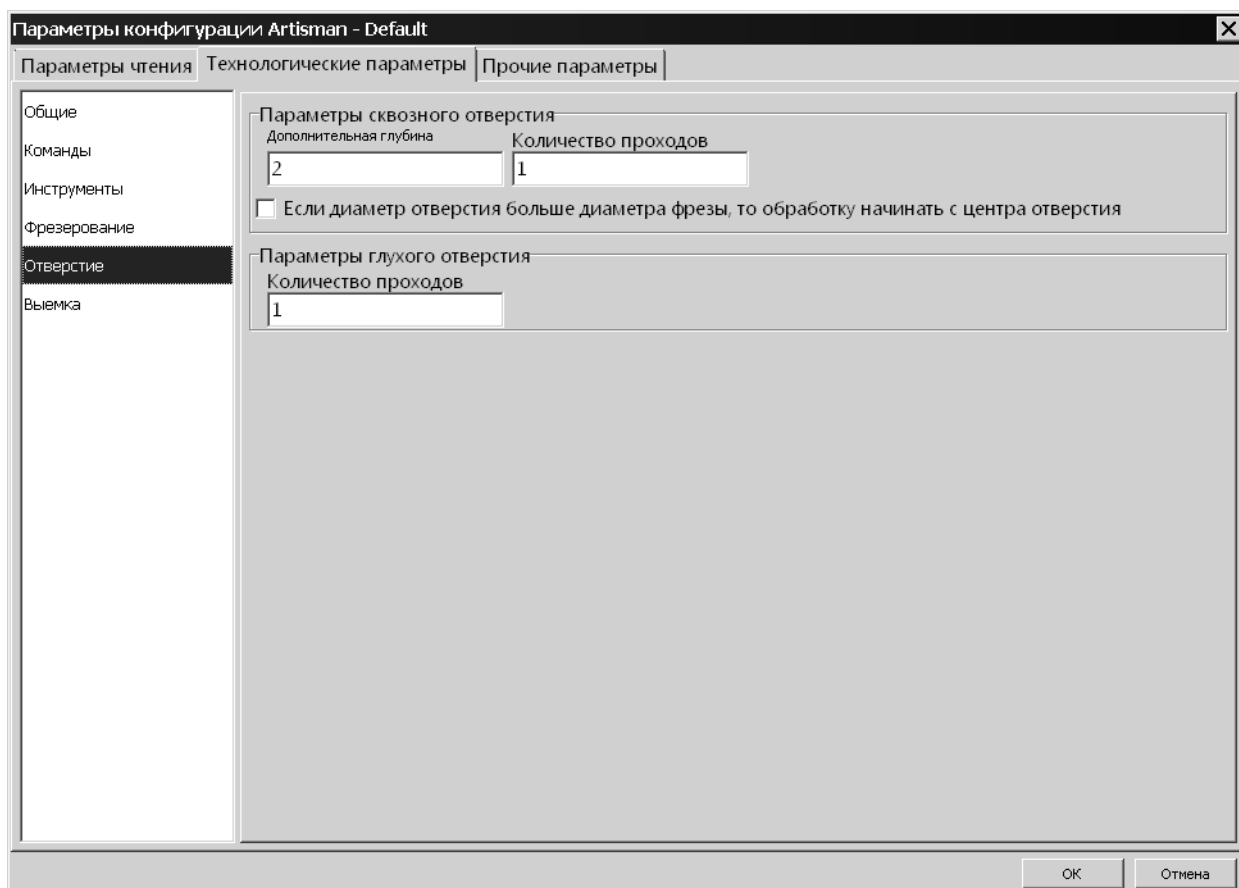 Параметры конфигурации Artisman - Default
Параметры чтения Технологические параметры Прочие параметры
Общие
Команды
Инструменты
Фрезерование
Отверстие
Выемка
Параметры сквозного отверстия
Дополнительная глубина Количество проходов
2 1
Если диаметр отверстия больше диаметра фрезы, то обработку начинать с центра отверстия
Параметры глухого отверстия
Количество проходов
1
OK Отмена